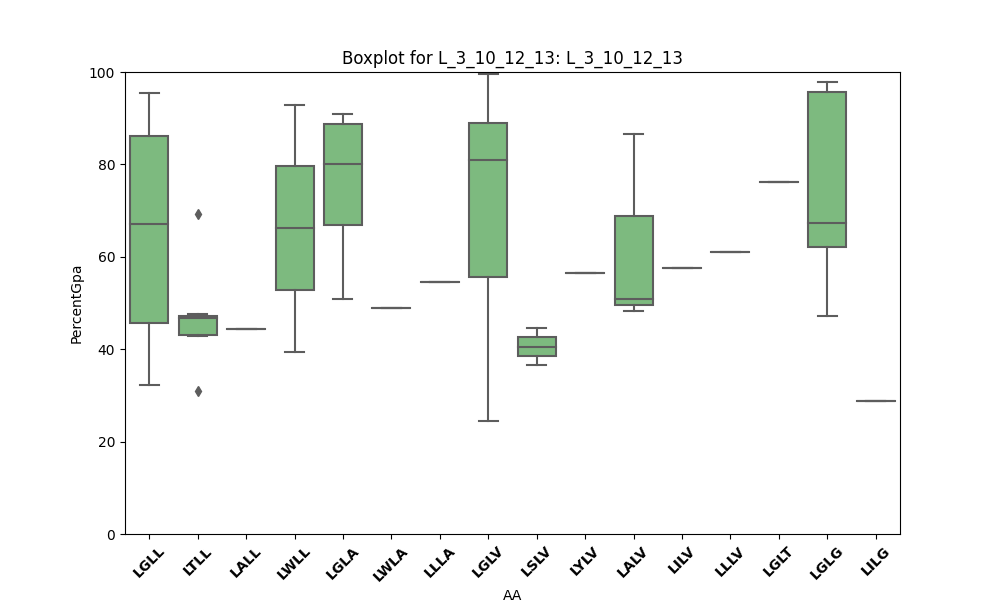 Boxplot for L_3_10_12_13: L_3_10_12_13
100
80
60
40
20
0
PercentGpa
LGLL LTLL LALL LWLL LGLA LWLA LLLA LGLV LSLV LYLV LALV LILV LLLV LGLT LGLG LILG
AA